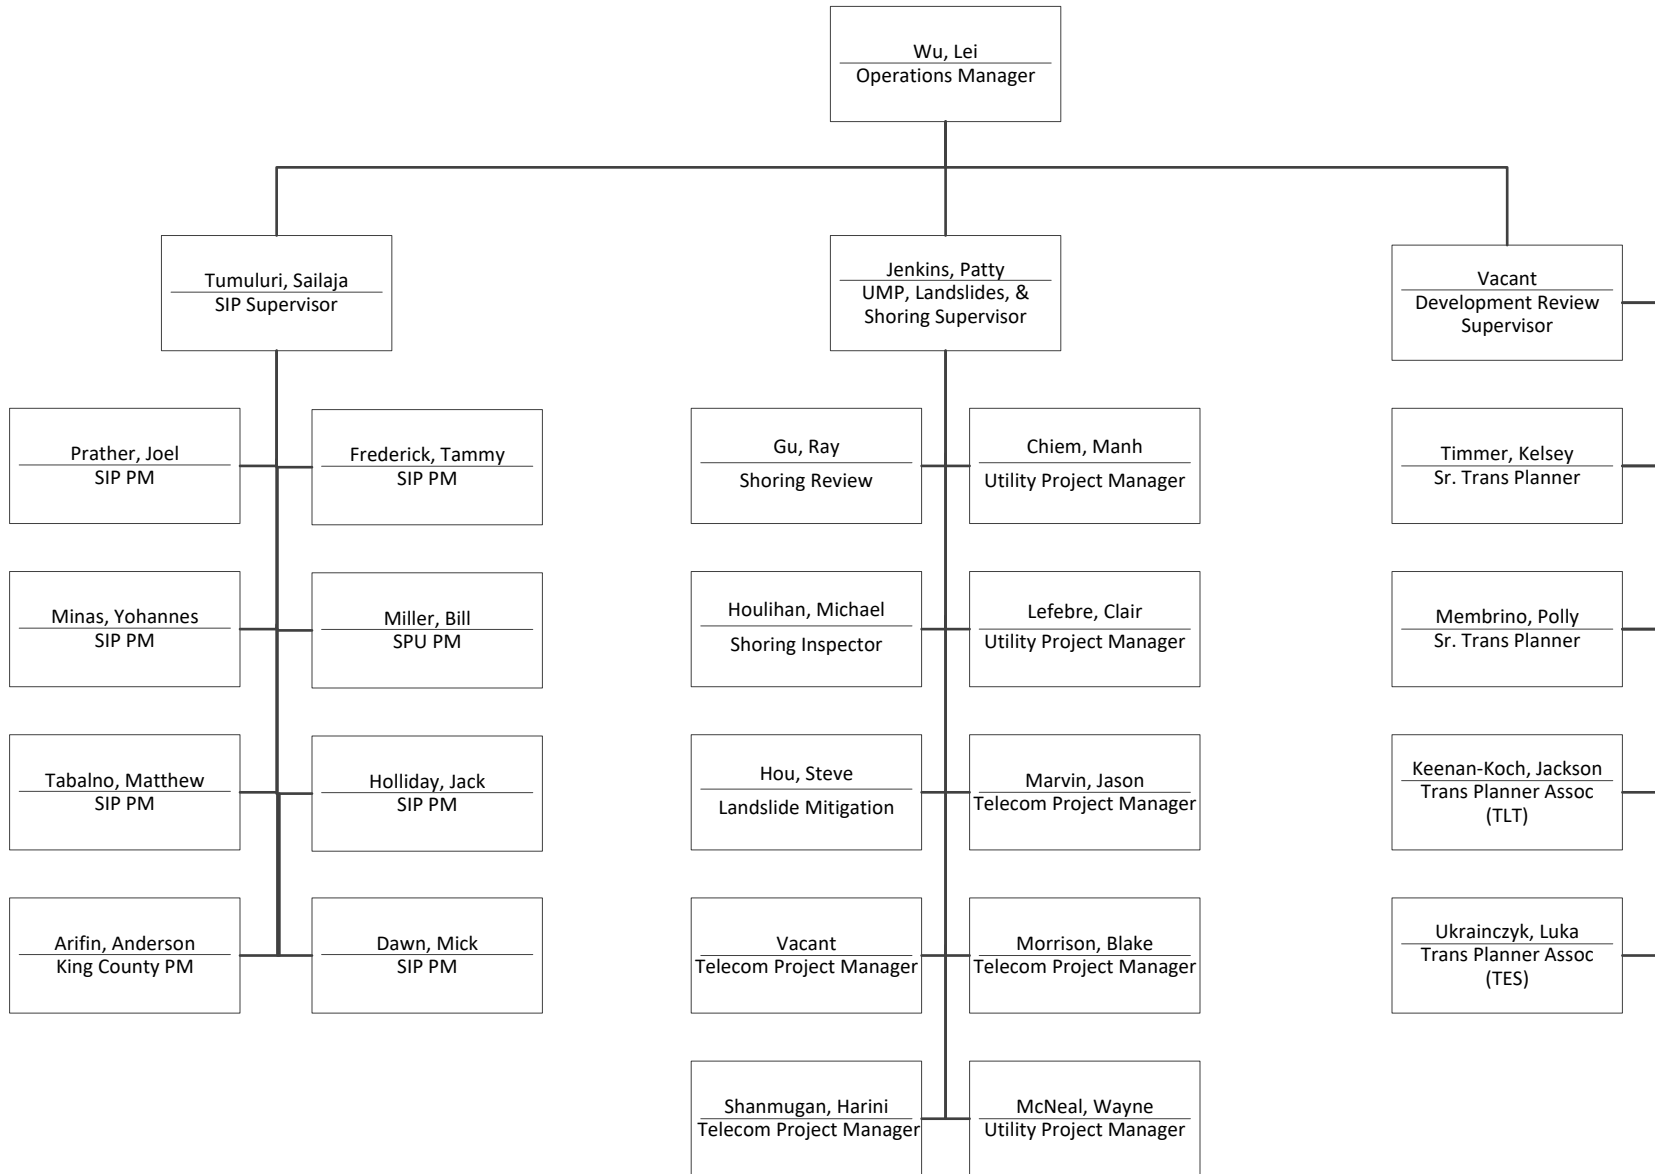 Wu, Lei
Operations Manager
Tumuluri, Sailaja
SIP Supervisor
Jenkins, Patty
UMP, Landslides, &
Shoring Supervisor
Vacant
Development Review
Supervisor
Prather, Joel
SIP PM
Frederick, Tammy
SIP PM
Gu, Ray
Shoring Review
Chiem, Manh
Utility Project Manager
Timmer, Kelsey
Sr. Trans Planner
Minas, Yohannes
SIP PM
Miller, Bill
SPU PM
Houlihan, Michael
Shoring Inspector
Lefebre, Clair
Utility Project Manager
Membrino, Polly
Sr. Trans Planner
Tabalno, Matthew
SIP PM
Holliday, Jack
SIP PM
Hou, Steve
Landslide Mitigation
Marvin, Jason
Telecom Project Manager
Keenan-Koch, Jackson
Trans Planner Assoc
(TLT)
Arifin, Anderson
King County PM
Dawn, Mick
SIP PM
Vacant
Telecom Project Manager
Morrison, Blake
Telecom Project Manager
Ukrainczyk, Luka
Trans Planner Assoc
(TES)
Shanmugan, Harini
Telecom Project Manager
McNeal, Wayne
Utility Project Manager